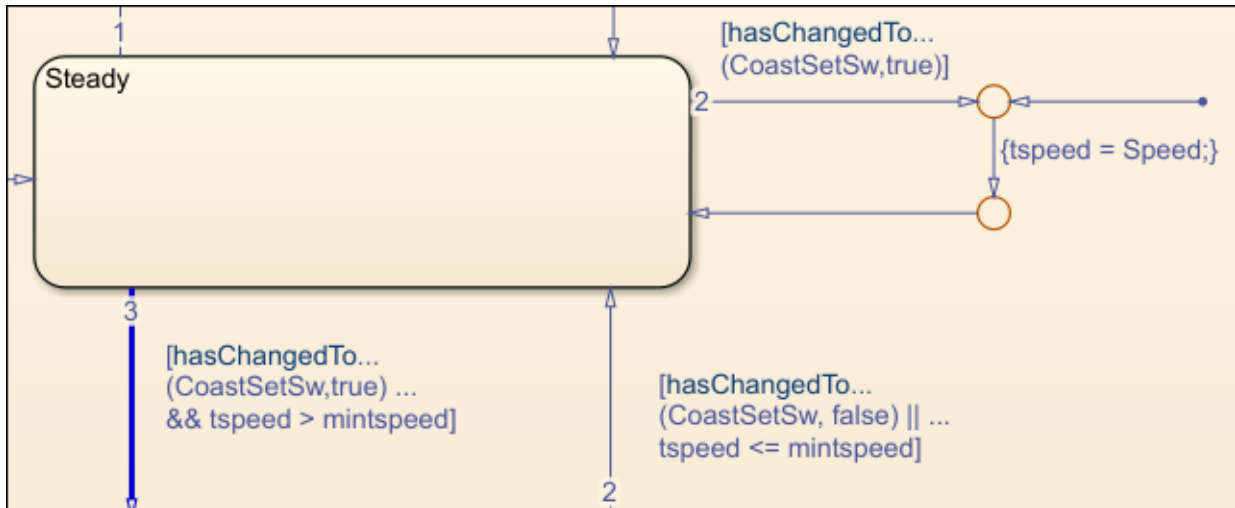 1
Steady
[hasChangedTo...
(CoastSetSw,true)]
2
{tspeed = Speed;}
3
[hasChangedTo...
(CoastSetSw,true) ...
&& tspeed > mintspeed]
[hasChangedTo...
(CoastSetSw, false) || ...
tspeed <= mintspeed]
2